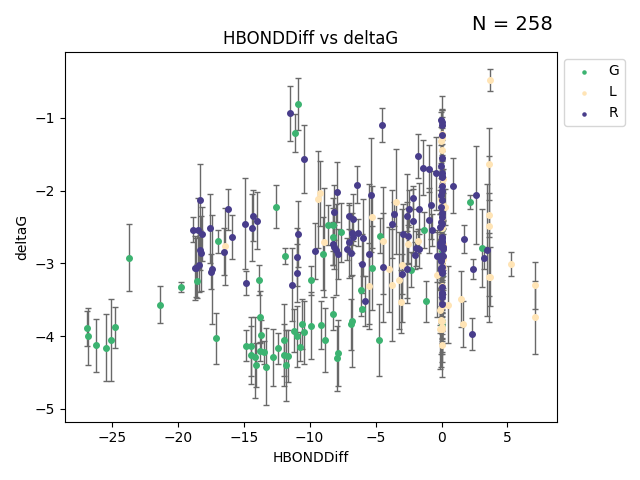 N = 258
HBONDDiff vs deltaG
G
L
R
deltaG
−1
−2
−3
−4
−5
−25
−20
−15
−10
−5
0
5
HBONDDiff